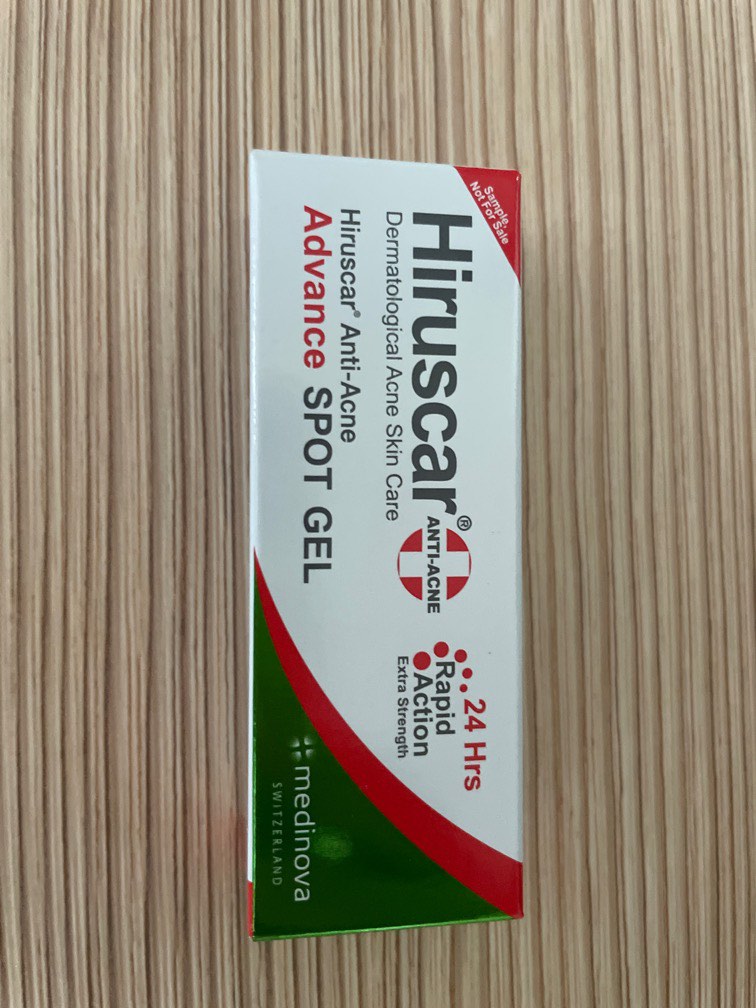 Sample,
Not For Sale
Hiruscar®
ANTI-ACNE
Dermatological Acne Skin Care
24 Hrs
Rapid
Action
Extra Strength
Hiruscar® Anti-Acne
Advance SPOT GEL
medinova
SWITZERLAND